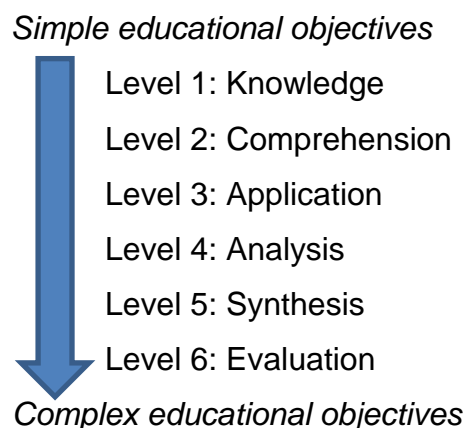 Simple educational objectives
Level 1: Knowledge
Level 2: Comprehension
Level 3: Application
Level 4: Analysis
Level 5: Synthesis
Level 6: Evaluation
Complex educational objectives